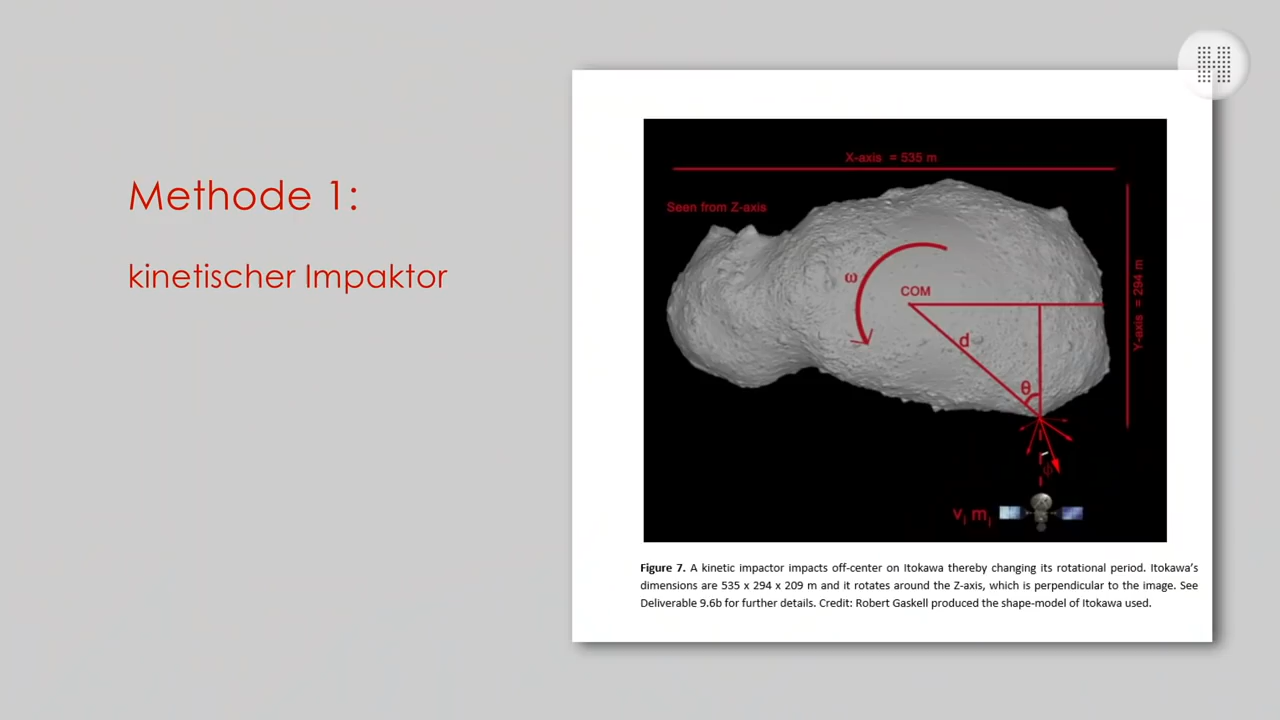 Methode 1:
kinetischer Impaktor
X-axis = 535 m
Seen from Z-axis
Y-axis = 294 m
ω
COM
d
θ
ψ
vᵢ mᵢ
Figure 7. A kinetic impactor impacts off-center on Itokawa thereby changing its rotational period. Itokawa’s
dimensions are 535 x 294 x 209 m and it rotates around the Z-axis, which is perpendicular to the image. See
Deliverable 9.6b for further details. Credit: Robert Gaskell produced the shape-model of Itokawa used.
H